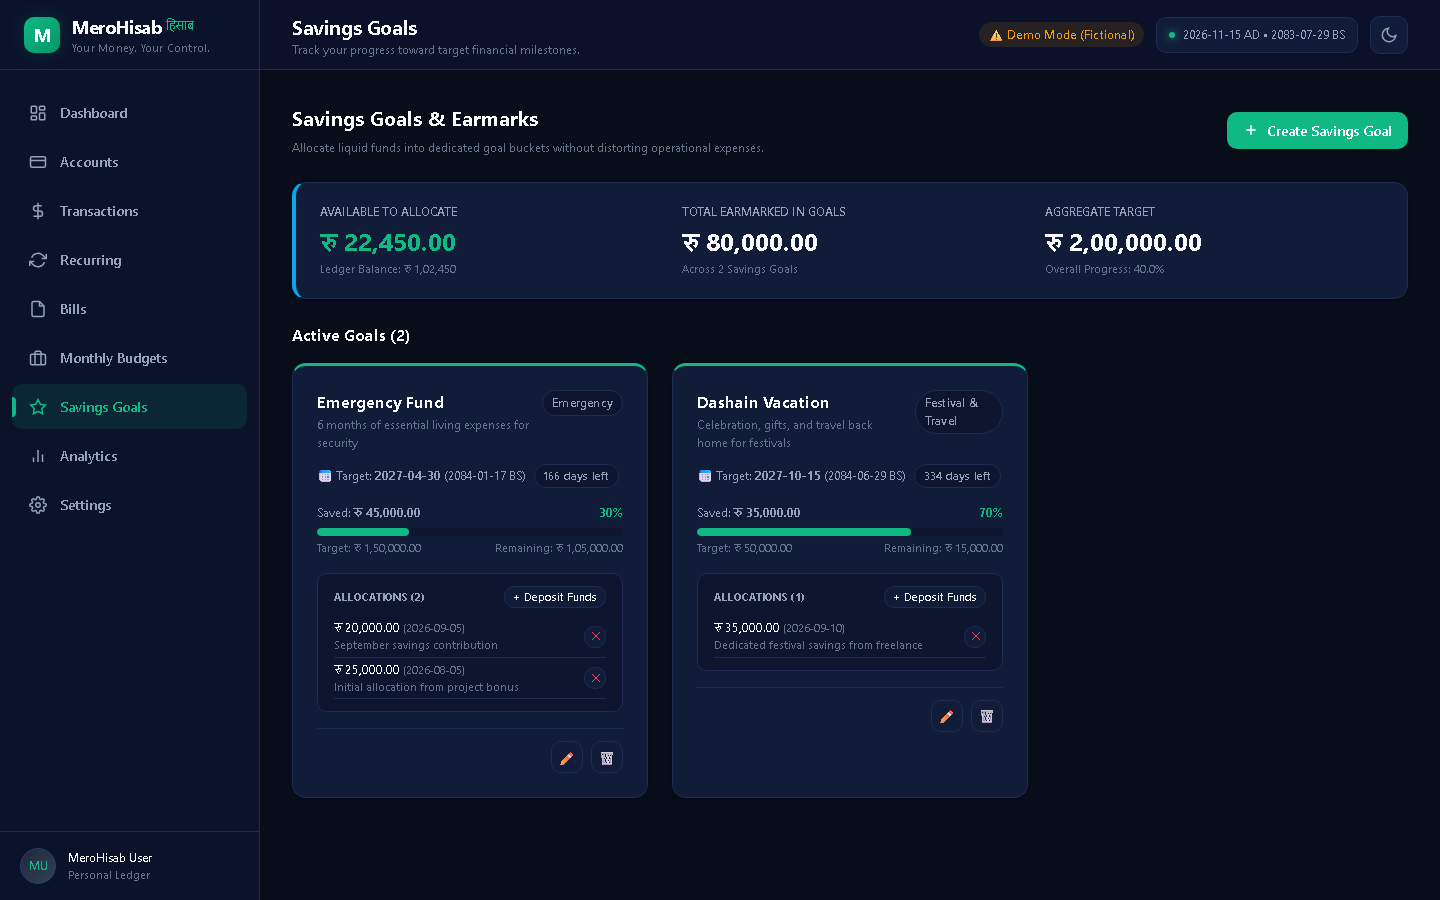 M
MeroHisab हिसाब
Your Money. Your Control.
Dashboard
Accounts
Transactions
Recurring
Bills
Monthly Budgets
Savings Goals
Analytics
Settings
MU
MeroHisab User
Personal Ledger
Savings Goals
Track your progress toward target financial milestones.
Demo Mode (Fictional)
2026-11-15 AD • 2083-07-29 BS
Savings Goals & Earmarks
Allocate liquid funds into dedicated goal buckets without distorting operational expenses.
+ Create Savings Goal
AVAILABLE TO ALLOCATE
रु 22,450.00
Ledger Balance: रु 1,02,450
TOTAL EARMARKED IN GOALS
रु 80,000.00
Across 2 Savings Goals
AGGREGATE TARGET
रु 2,00,000.00
Overall Progress: 40.0%
Active Goals (2)
Emergency Fund
Emergency
6 months of essential living expenses for
security
Target: 2027-04-30 (2084-01-17 BS)
166 days left
Saved: रु 45,000.00
30%
Target: रु 1,50,000.00
Remaining: रु 1,05,000.00
ALLOCATIONS (2)
+ Deposit Funds
रु 20,000.00 (2026-09-05)
September savings contribution
रु 25,000.00 (2026-08-05)
Initial allocation from project bonus
Dashain Vacation
Festival &
Travel
Celebration, gifts, and travel back
home for festivals
Target: 2027-10-15 (2084-06-29 BS)
334 days left
Saved: रु 35,000.00
70%
Target: रु 50,000.00
Remaining: रु 15,000.00
ALLOCATIONS (1)
+ Deposit Funds
रु 35,000.00 (2026-09-10)
Dedicated festival savings from freelance